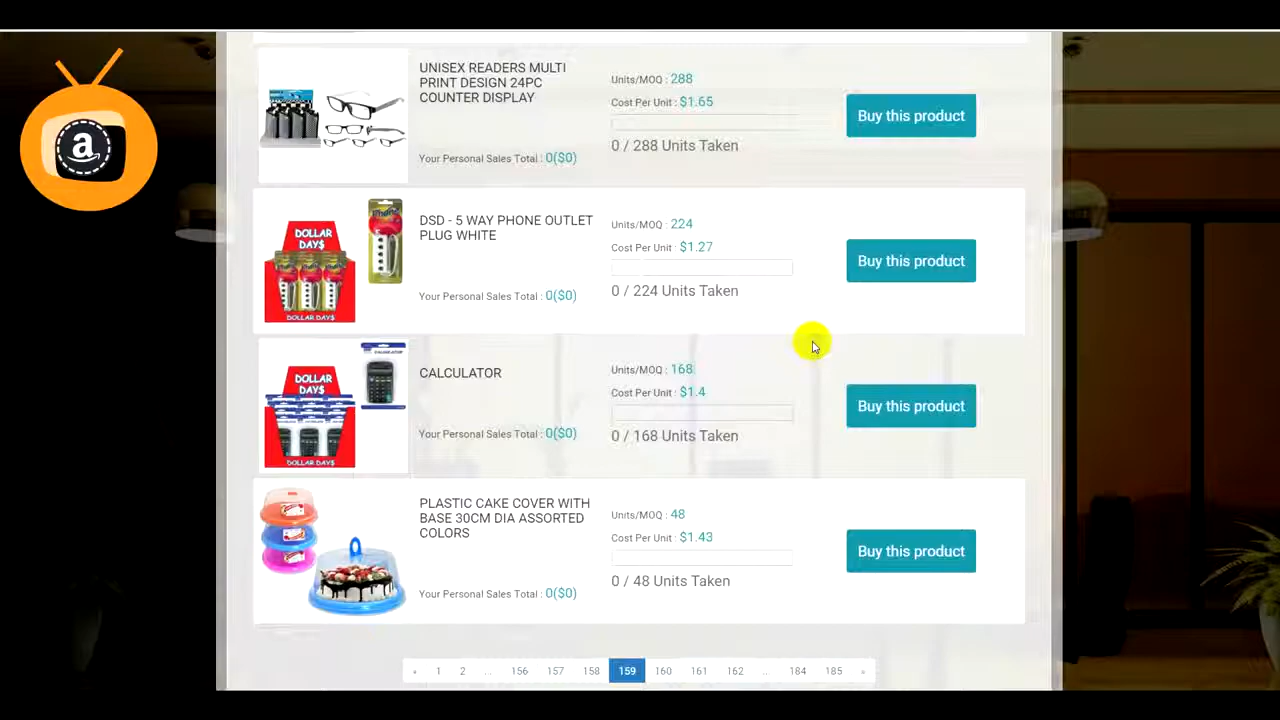 UNISEX READERS MULTI
PRINT DESIGN 24PC
COUNTER DISPLAY
Your Personal Sales Total : 0($0)
Units/MOQ : 288
Cost Per Unit : $1.65
0 / 288 Units Taken
Buy this product
DOLLAR
DAY$
DOLLAR DAY$
DSD - 5 WAY PHONE OUTLET
PLUG WHITE
Your Personal Sales Total : 0($0)
Units/MOQ : 224
Cost Per Unit : $1.27
0 / 224 Units Taken
Buy this product
DOLLAR
DAY$
DOLLAR DAY$
CALCULATOR
CALCULATOR
Your Personal Sales Total : 0($0)
Units/MOQ : 168
Cost Per Unit : $1.4
0 / 168 Units Taken
Buy this product
PLASTIC CAKE COVER WITH
BASE 30CM DIA ASSORTED
COLORS
Your Personal Sales Total : 0($0)
Units/MOQ : 48
Cost Per Unit : $1.43
0 / 48 Units Taken
Buy this product
« 1 2 ... 156 157 158 159 160 161 162 .. 184 185 »
a